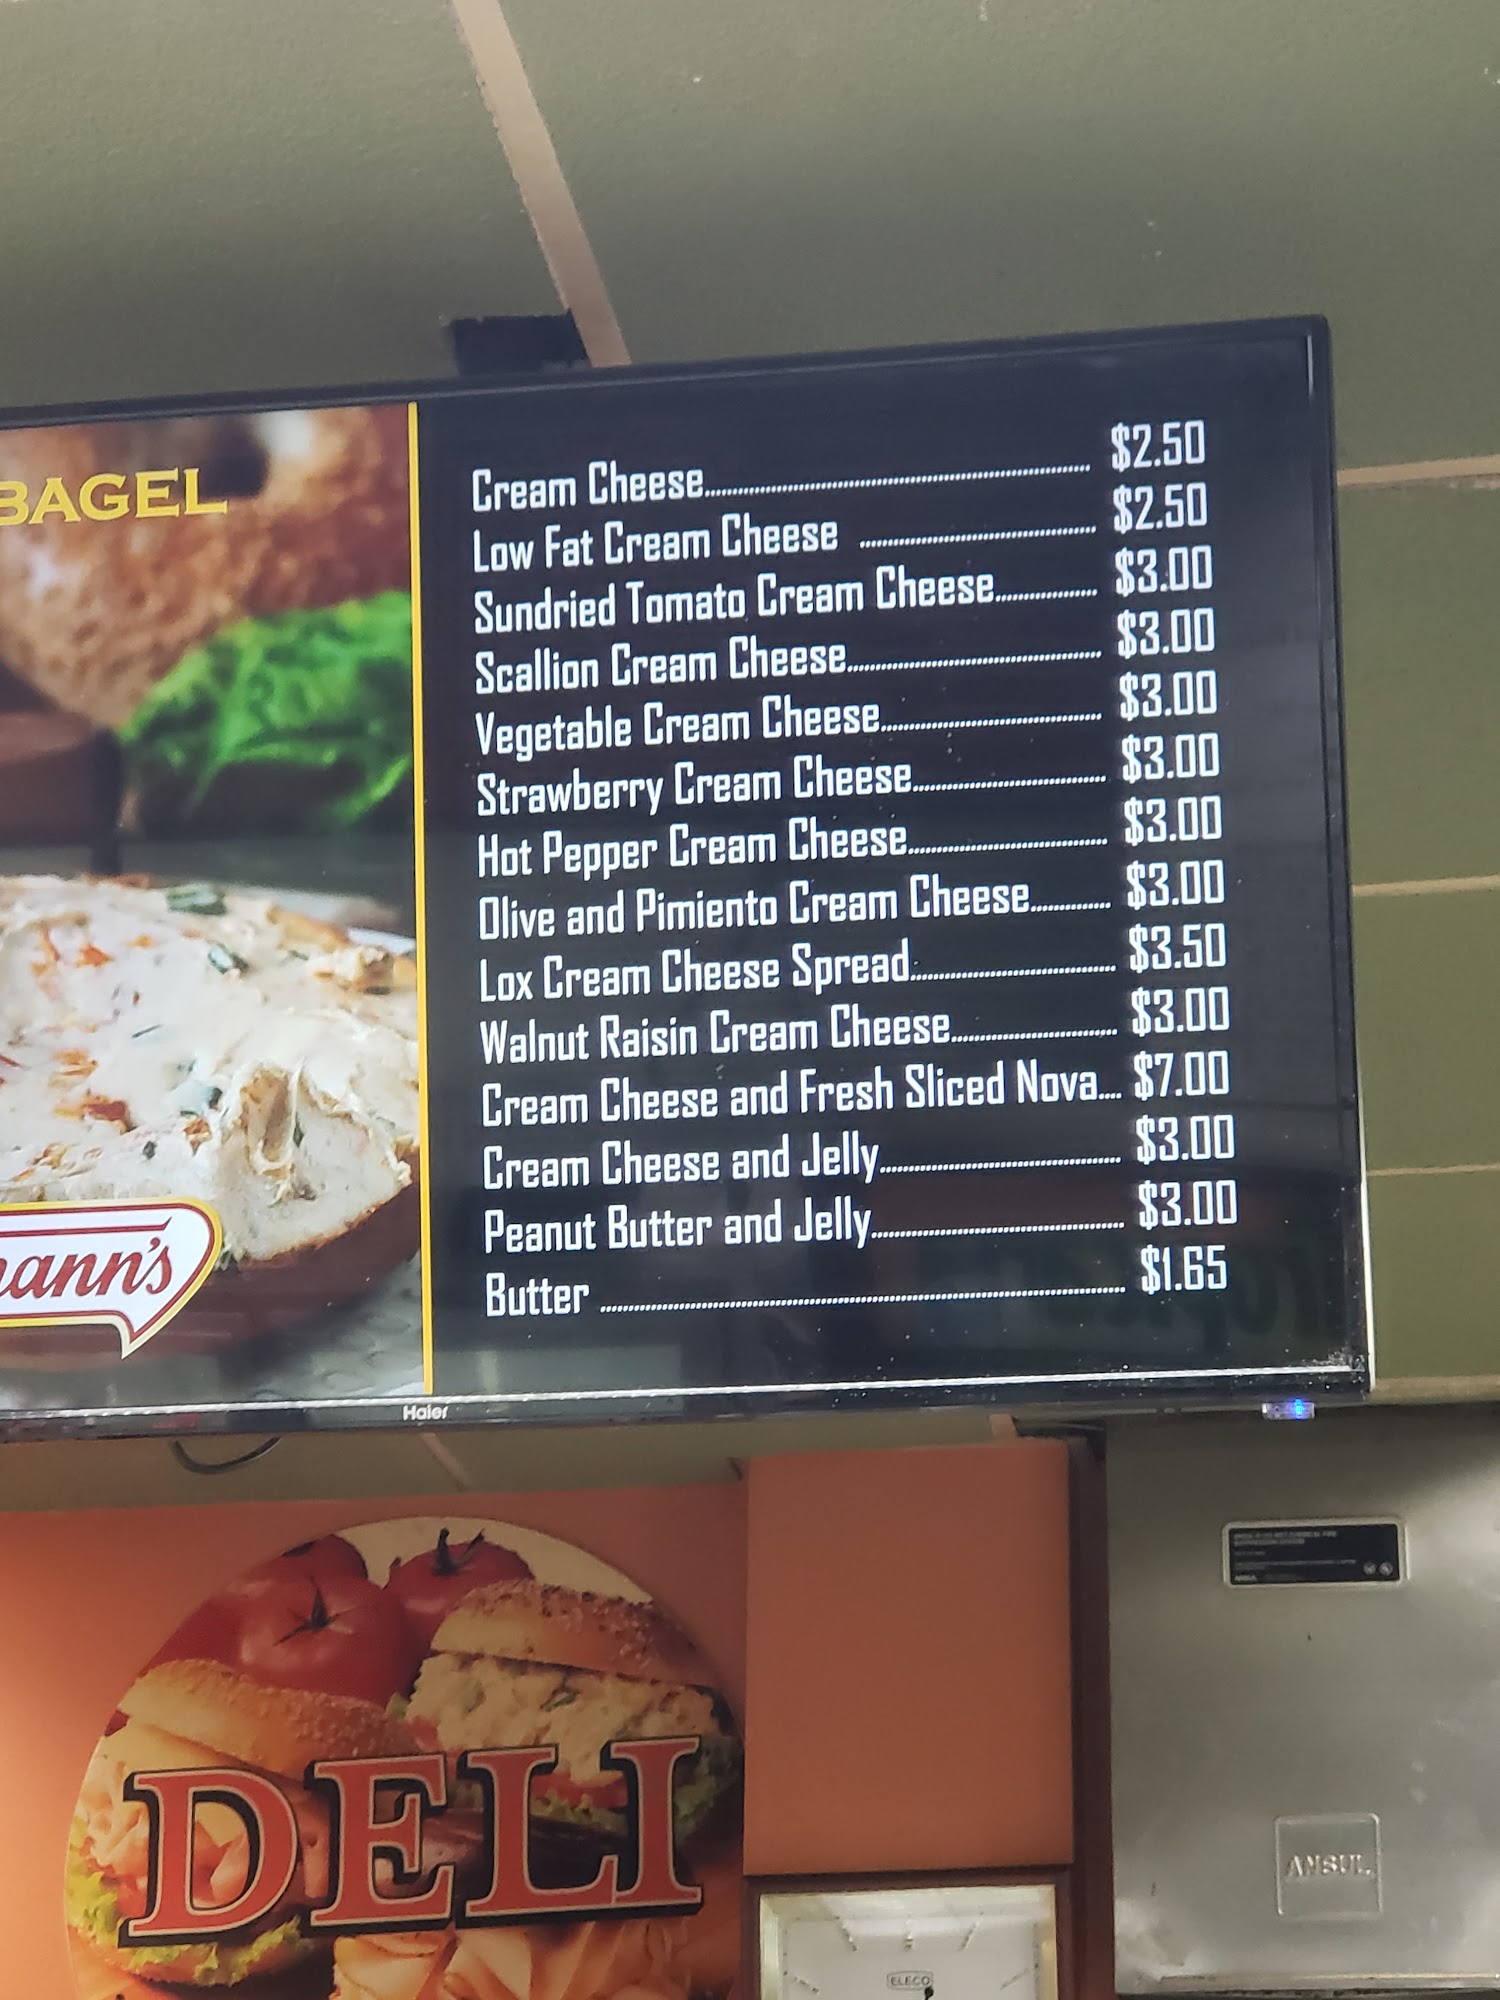 BAGEL
Cream Cheese........ $2.50
Low Fat Cream Cheese ........ $2.50
Sundried Tomato Cream Cheese........ $3.00
Scallion Cream Cheese........ $3.00
Vegetable Cream Cheese........ $3.00
Strawberry Cream Cheese........ $3.00
Hot Pepper Cream Cheese........ $3.00
Olive and Pimiento Cream Cheese........ $3.00
Lox Cream Cheese Spread........ $3.50
Walnut Raisin Cream Cheese........ $3.00
Cream Cheese and Fresh Sliced Nova.... $7.00
Cream Cheese and Jelly........ $3.00
Peanut Butter and Jelly........ $3.00
Butter ........ $1.65
mann's
Haier
DELI
ANSUL
ELECO